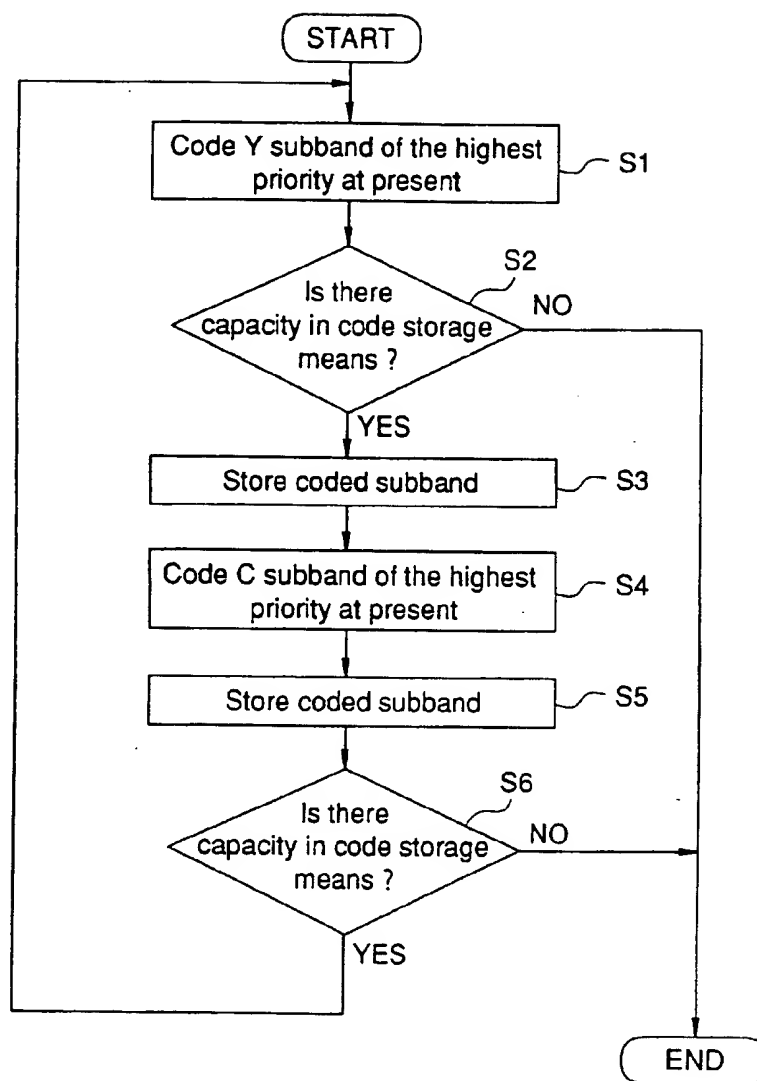 START
Code Y subband of the highest
priority at present
S1
S2
Is there
capacity in code storage
means ?
NO
YES
Store coded subband
S3
Code C subband of the highest
priority at present
S4
Store coded subband
S5
S6
Is there
capacity in code storage
means ?
NO
YES
END